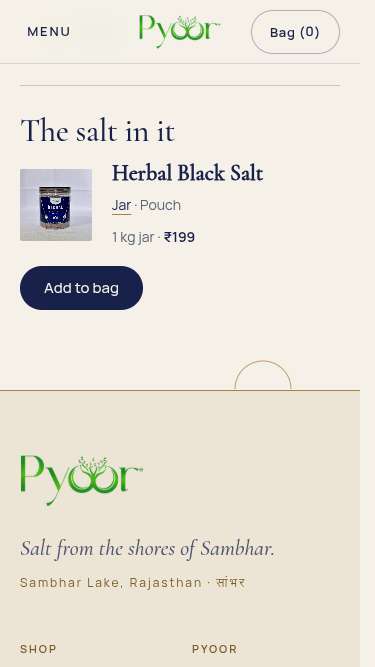 MENU
Pyoor
Bag (0)
The salt in it
Herbal Black Salt
Jar · Pouch
1 kg jar · ₹199
Add to bag
Pyoor
Salt from the shores of Sambhar.
Sambhar Lake, Rajasthan · सांभर
SHOP
PYOOR